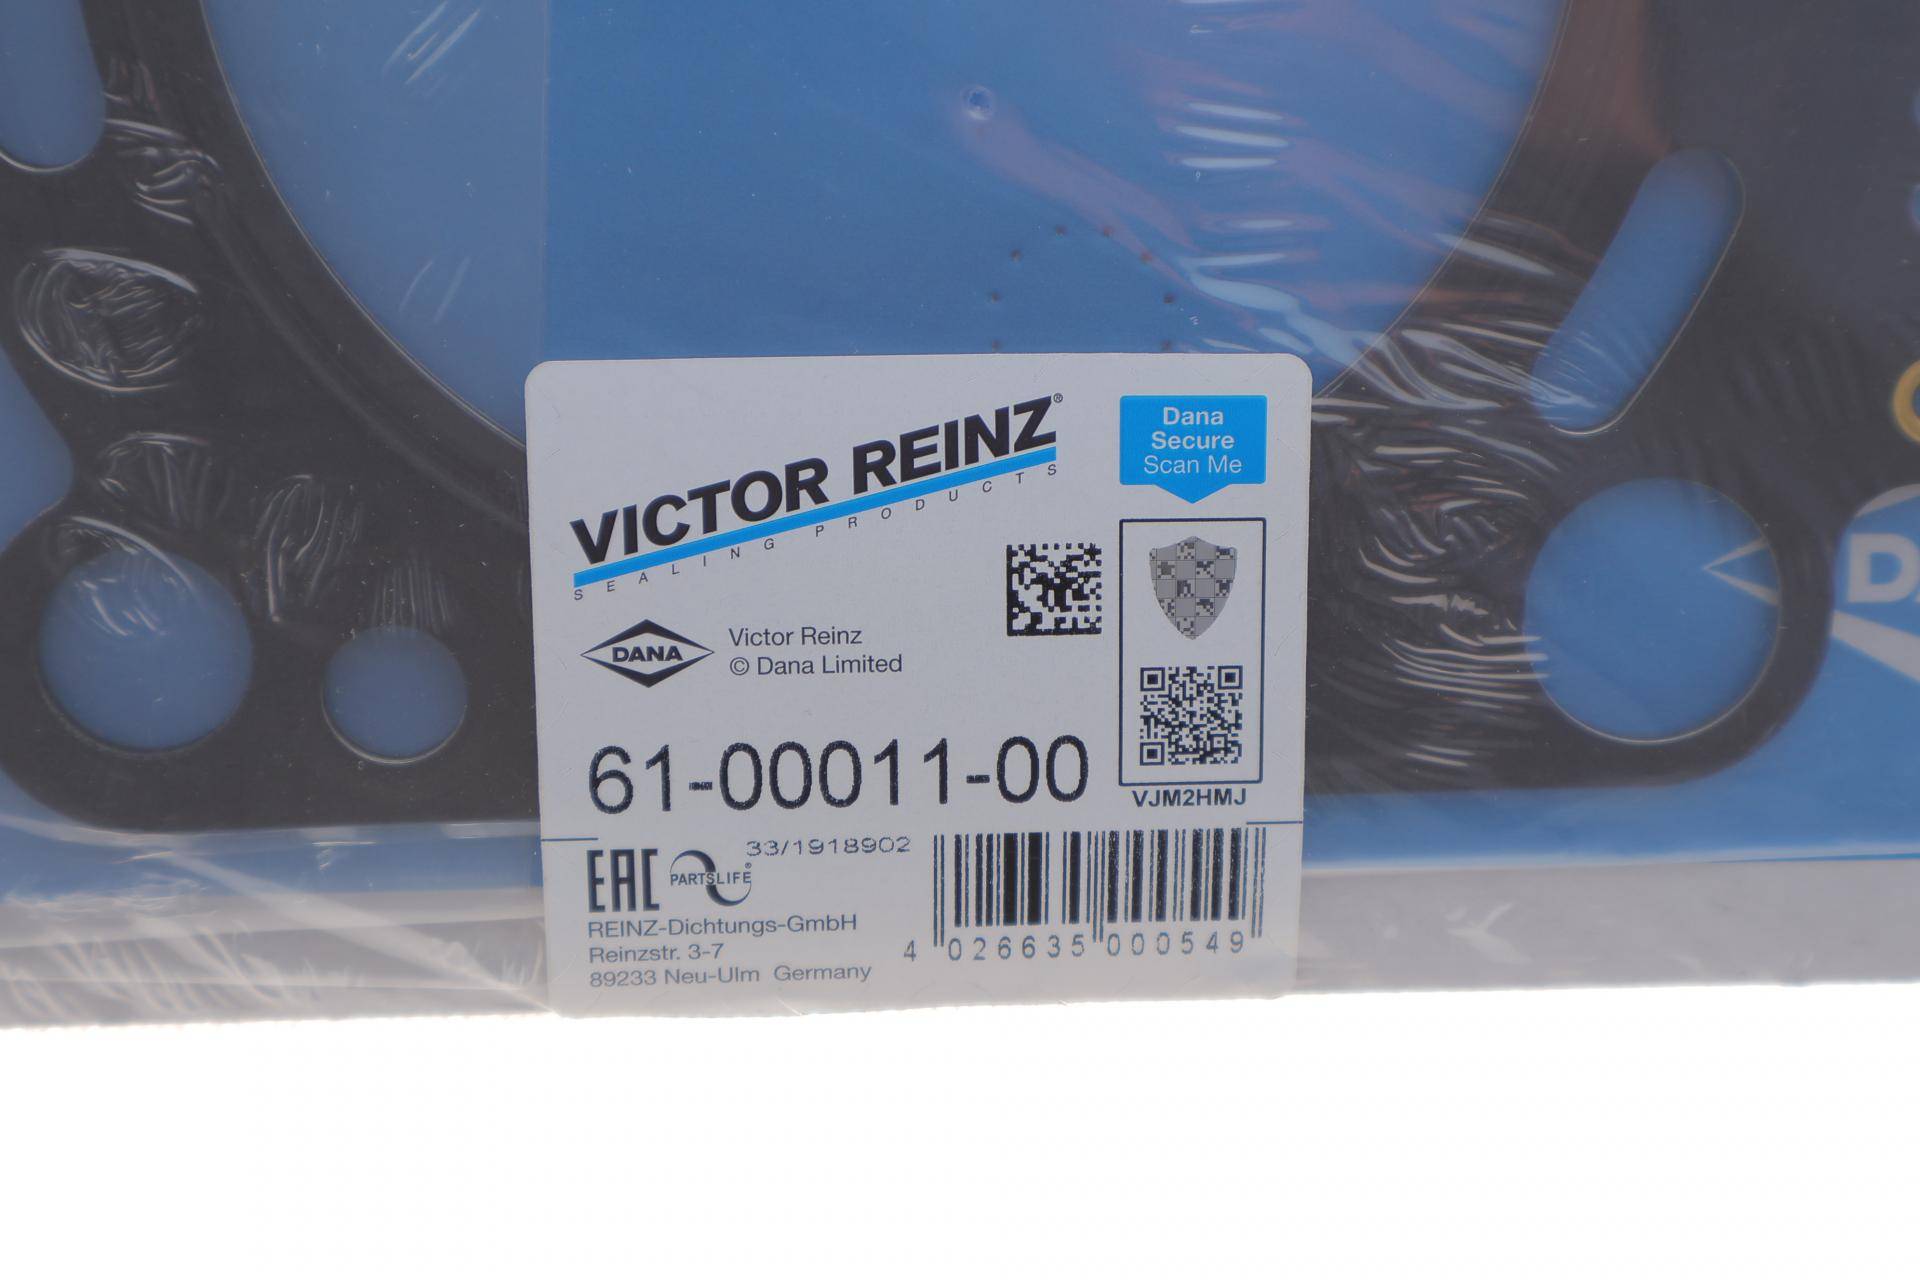 VICTOR REINZ®
SEALING PRODUCTS
Dana
Secure
Scan Me
DANA
Victor Reinz
© Dana Limited
61-00011-00
VJM2HMJ
33/1918902
EAC
PARTSLIFE®
REINZ-Dichtungs-GmbH
Reinzstr. 3-7
89233 Neu-Ulm Germany
4 026635 000549